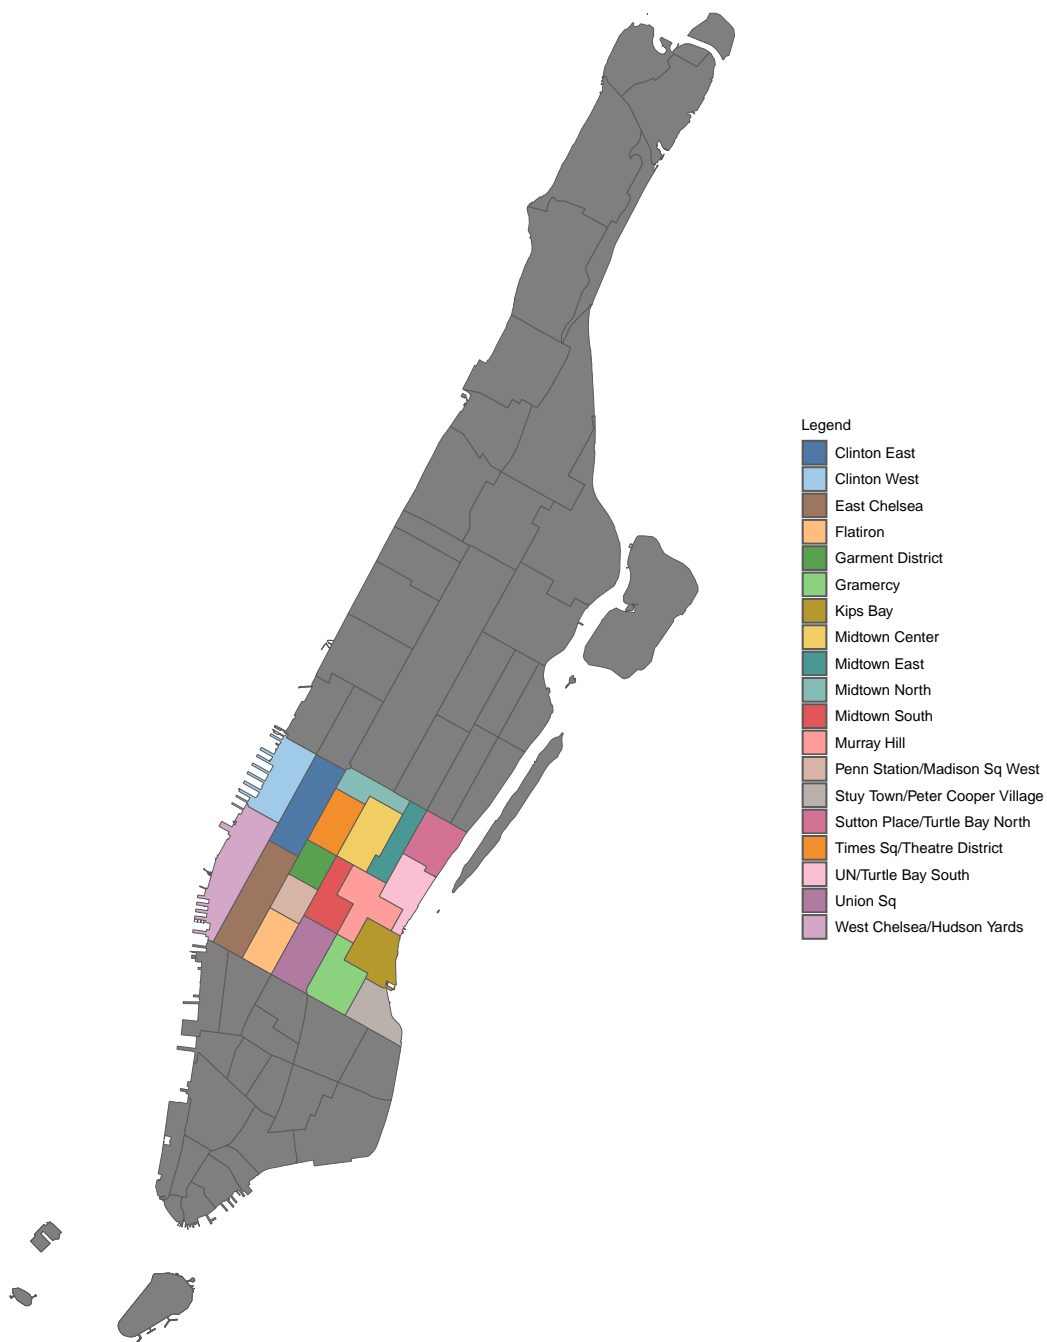 Legend
Clinton East
Clinton West
East Chelsea
Flatiron
Garment District
Gramercy
Kips Bay
Midtown Center
Midtown East
Midtown North
Midtown South
Murray Hill
Penn Station/Madison Sq West
Stuy Town/Peter Cooper Village
Sutton Place/Turtle Bay North
Times Sq/Theatre District
UN/Turtle Bay South
Union Sq
West Chelsea/Hudson Yards